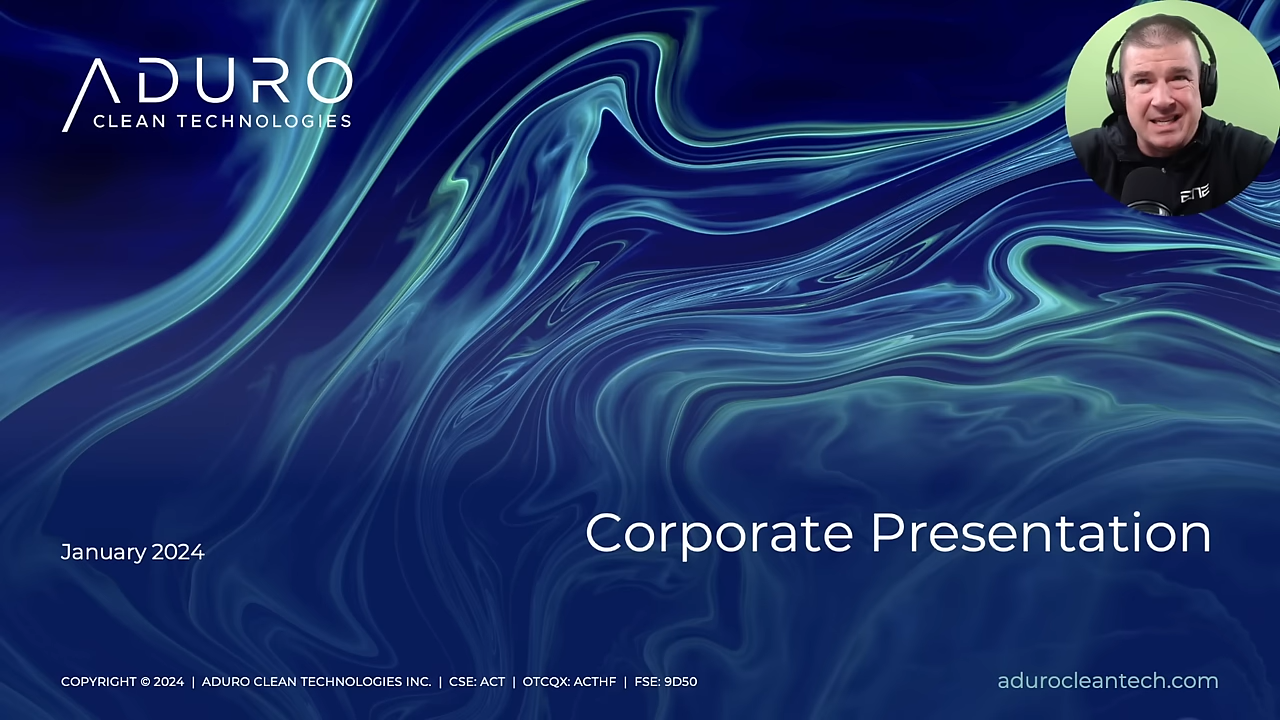 ADURO
CLEAN TECHNOLOGIES
Corporate Presentation
January 2024
COPYRIGHT © 2024 | ADURO CLEAN TECHNOLOGIES INC. | CSE: ACT | OTCQX: ACTHF | FSE: 9D50
adurocleantech.com